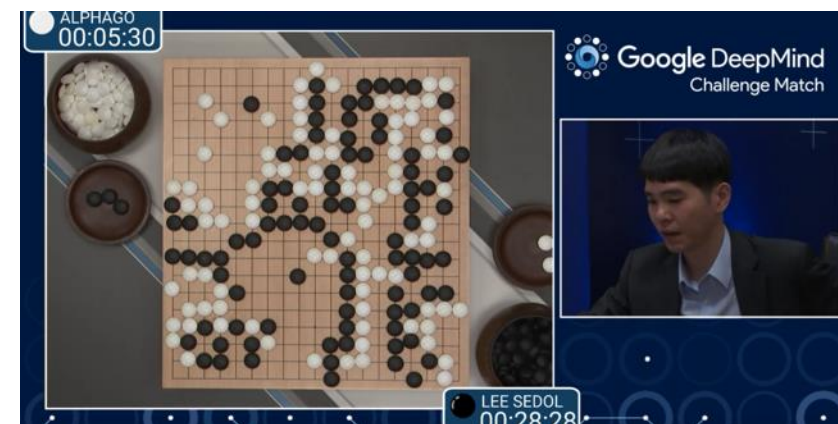 ALPHAGO
00:05:30
Google DeepMind
Challenge Match
LEE SEDOL
00:28:28